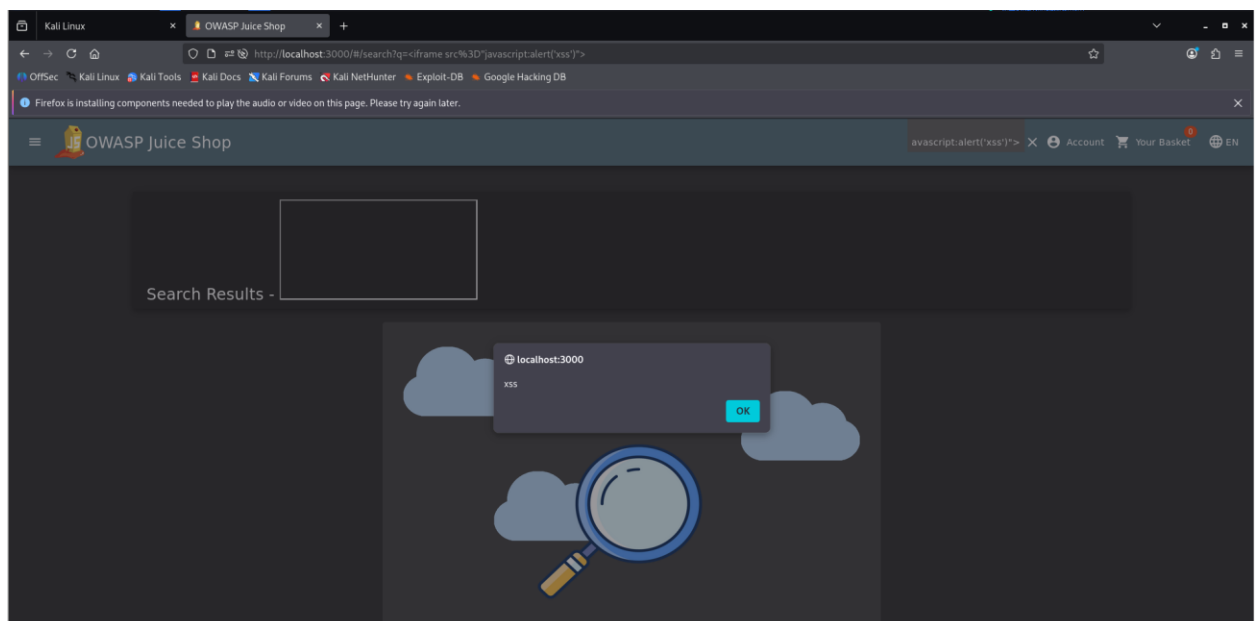 Kali Linux × OWASP Juice Shop × +
http://localhost:3000/#/search?q=<iframe src%3D"javascript:alert('xss')">
OffSec Kali Linux Kali Tools Kali Docs Kali Forums Kali NetHunter Exploit-DB Google Hacking DB
Firefox is installing components needed to play the audio or video on this page. Please try again later.
OWASP Juice Shop avascript:alert('xss')"> Account Your Basket 0 EN
Search Results -
localhost:3000
xss
OK